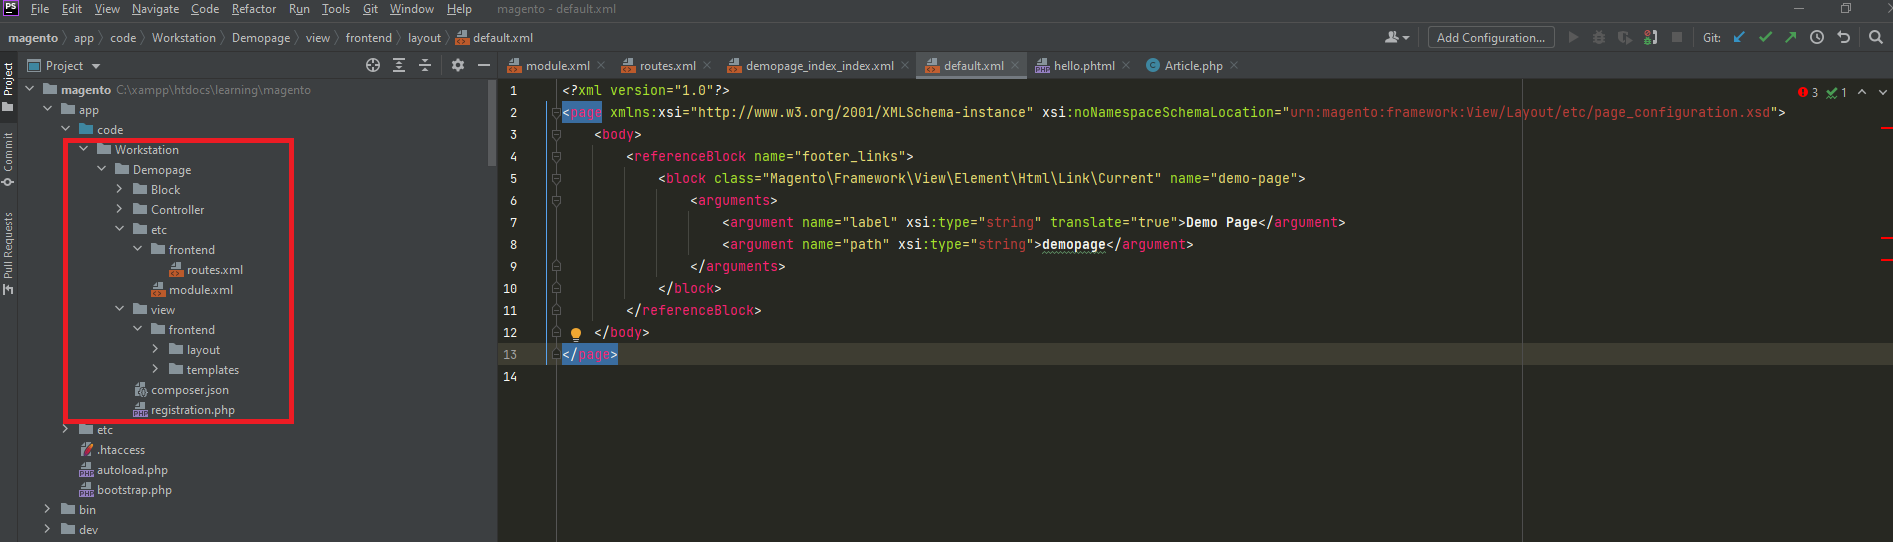 PS File Edit View Navigate Code Refactor Run Tools Git Window Help magento - default.xml
magento app code Workstation Demopage view frontend layout default.xml Add Configuration... Git:
Project module.xml routes.xml demopage_index_index.xml default.xml hello.phtml Article.php
Project
Commit
Pull Requests
magento C:\xampp\htdocs\learning\magento
app
code
Workstation
Demopage
Block
Controller
etc
frontend
routes.xml
module.xml
view
frontend
layout
templates
composer.json
registration.php
etc
.htaccess
autoload.php
bootstrap.php
bin
dev
1 <?xml version="1.0"?>
2 <page xmlns:xsi="http://www.w3.org/2001/XMLSchema-instance" xsi:noNamespaceSchemaLocation="urn:magento:framework:View/Layout/etc/page_configuration.xsd">
3 <body>
4 <referenceBlock name="footer_links">
5 <block class="Magento\Framework\View\Element\Html\Link\Current" name="demo-page">
6 <arguments>
7 <argument name="label" xsi:type="string" translate="true">Demo Page</argument>
8 <argument name="path" xsi:type="string">demopage</argument>
9 </arguments>
10 </block>
11 </referenceBlock>
12 </body>
13 </page>
14
3 1